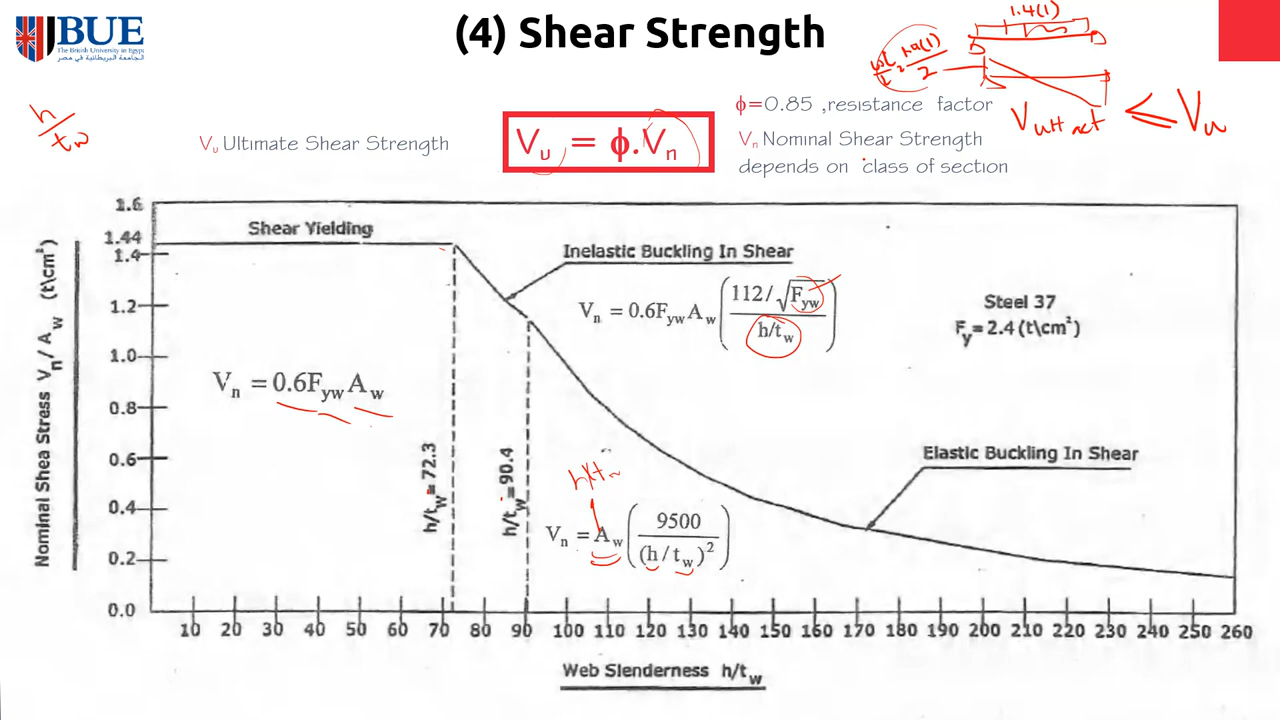 BUE
The British University in Egypt
الجامعة البريطانية في مصر
(4) Shear Strength
1.4(1)
h/tw
Vu Ultimate Shear Strength
Vu = ϕ.Vn
ϕ=0.85 ,resistance factor
Vn Nominal Shear Strength
depends on class of section
Vult act ≤ Vu
Nominal Shea Strass Vn/ Aw (t\cm²)
1.6
1.44
1.4
1.2
1.0
0.8
0.6
0.4
0.2
0.0
Shear Yielding
Inelastic Buckling In Shear
Vn = 0.6FywAw(112/√Fyw / h/tw)
Steel 37
Fy=2.4(t\cm²)
Vn = 0.6FywAw
h/tw=72.3
h/tw=90.4
Elastic Buckling In Shear
h*tw
Vn = Aw(9500/(h/tw)²)
10 20 30 40 50 60 70 80 90 100 110 120 130 140 150 160 170 180 190 200 210 220 230 240 250 260
Web Slenderness h/tw